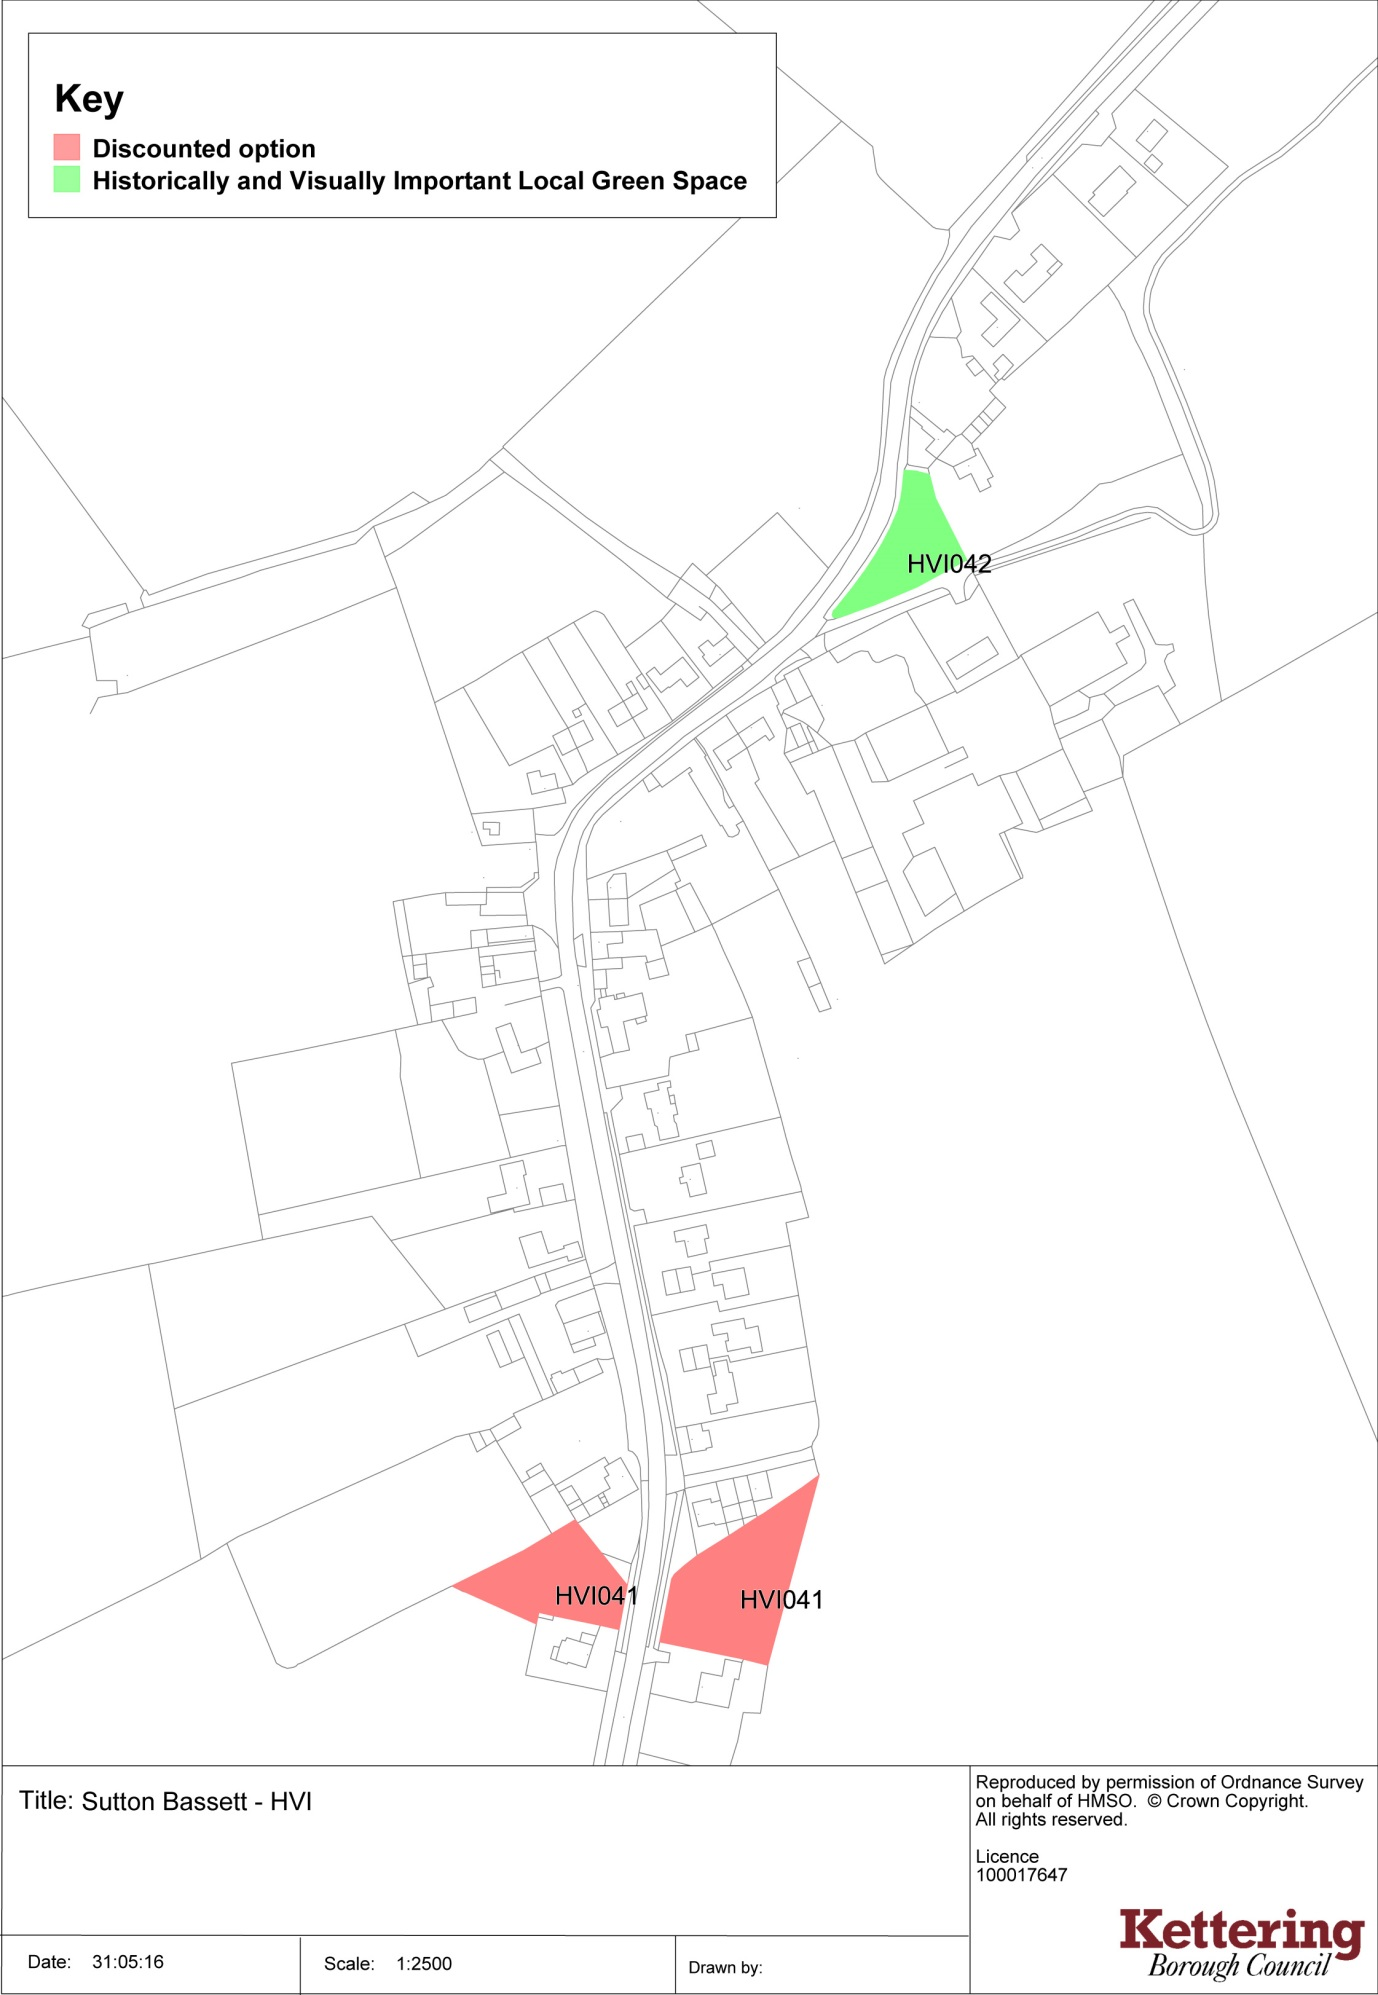 Key
Discounted option
Historically and Visually Important Local Green Space
HVI042
HVI041
HVI041
Title: Sutton Bassett - HVI
Reproduced by permission of Ordnance Survey
on behalf of HMSO. © Crown Copyright.
All rights reserved.
Licence
100017647
Kettering
Borough Council
Date: 31:05:16
Scale: 1:2500
Drawn by: